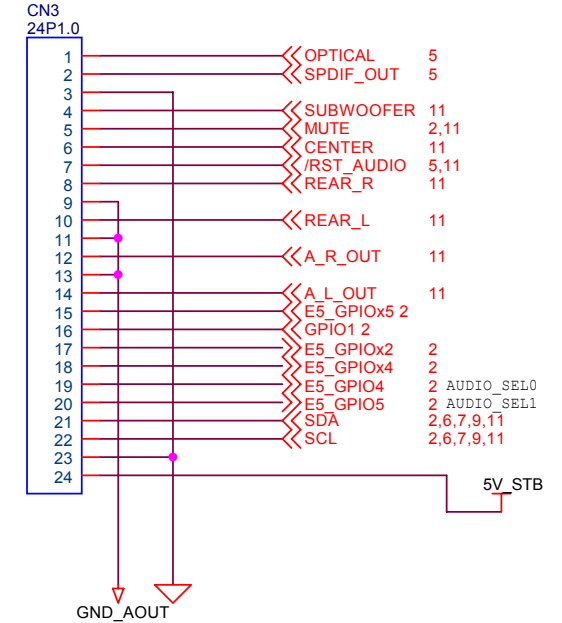 CN3
24P1.0
1 OPTICAL 5
2 SPDIF_OUT 5
3
4 SUBWOOFER 11
5 MUTE 2,11
6 CENTER 11
7 /RST_AUDIO 5,11
8 REAR_R 11
9
10 REAR_L 11
11
12 A_R_OUT 11
13
14 A_L_OUT 11
15 E5_GPIOx5 2
16 GPIO1 2
17 E5_GPIOx2 2
18 E5_GPIOx4 2
19 E5_GPIO4 2 AUDIO_SEL0
20 E5_GPIO5 2 AUDIO_SEL1
21 SDA 2,6,7,9,11
22 SCL 2,6,7,9,11
23
24
5V_STB
GND_AOUT